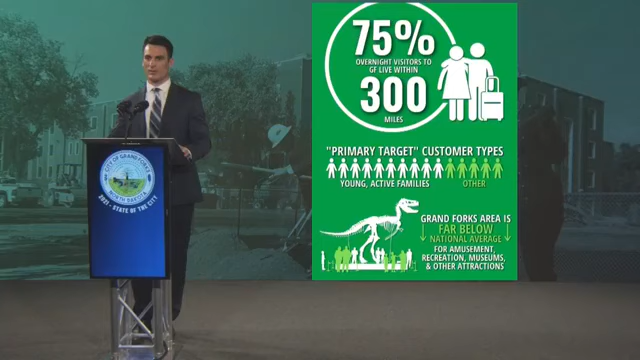 75%
OVERNIGHT VISITORS TO
GF LIVE WITHIN
300
MILES
"PRIMARY TARGET" CUSTOMER TYPES
YOUNG, ACTIVE FAMILIES
OTHER
GRAND FORKS AREA IS
FAR BELOW
NATIONAL AVERAGE
FOR AMUSEMENT,
RECREATION, MUSEUMS,
& OTHER ATTRACTIONS
CITY OF GRAND FORKS
NORTH DAKOTA
2021 - STATE OF THE CITY